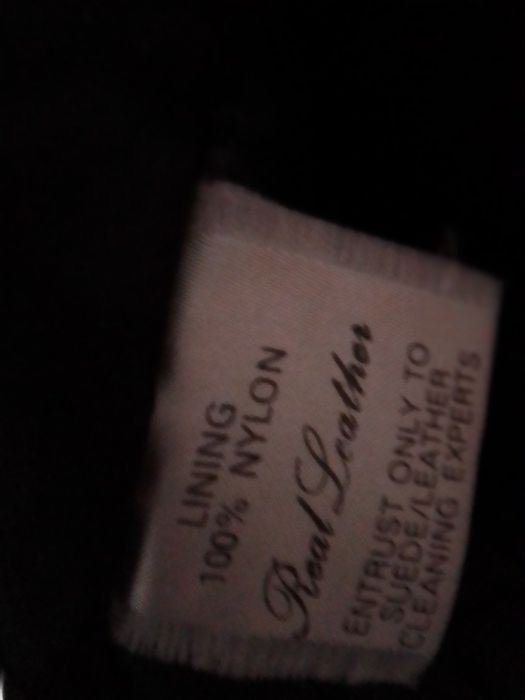 LINING
100% NYLON
Real Leather
ENTRUST ONLY TO
SUEDE/LEATHER
CLEANING EXPERTS